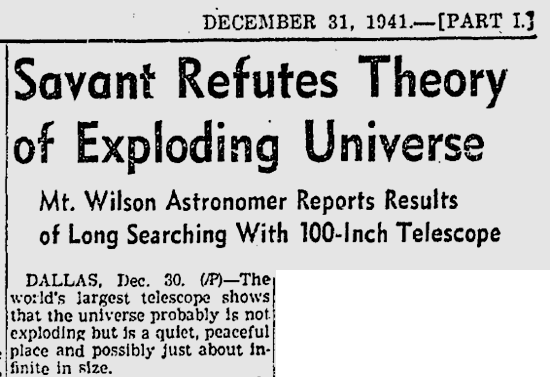 DECEMBER 31, 1941.—[PART I.]
Savant Refutes Theory
of Exploding Universe
Mt. Wilson Astronomer Reports Results
of Long Searching With 100-Inch Telescope
DALLAS, Dec. 30. (AP)—The
world's largest telescope shows
that the universe probably is not
exploding but is a quiet, peaceful
place and possibly just about in-
finite in size.